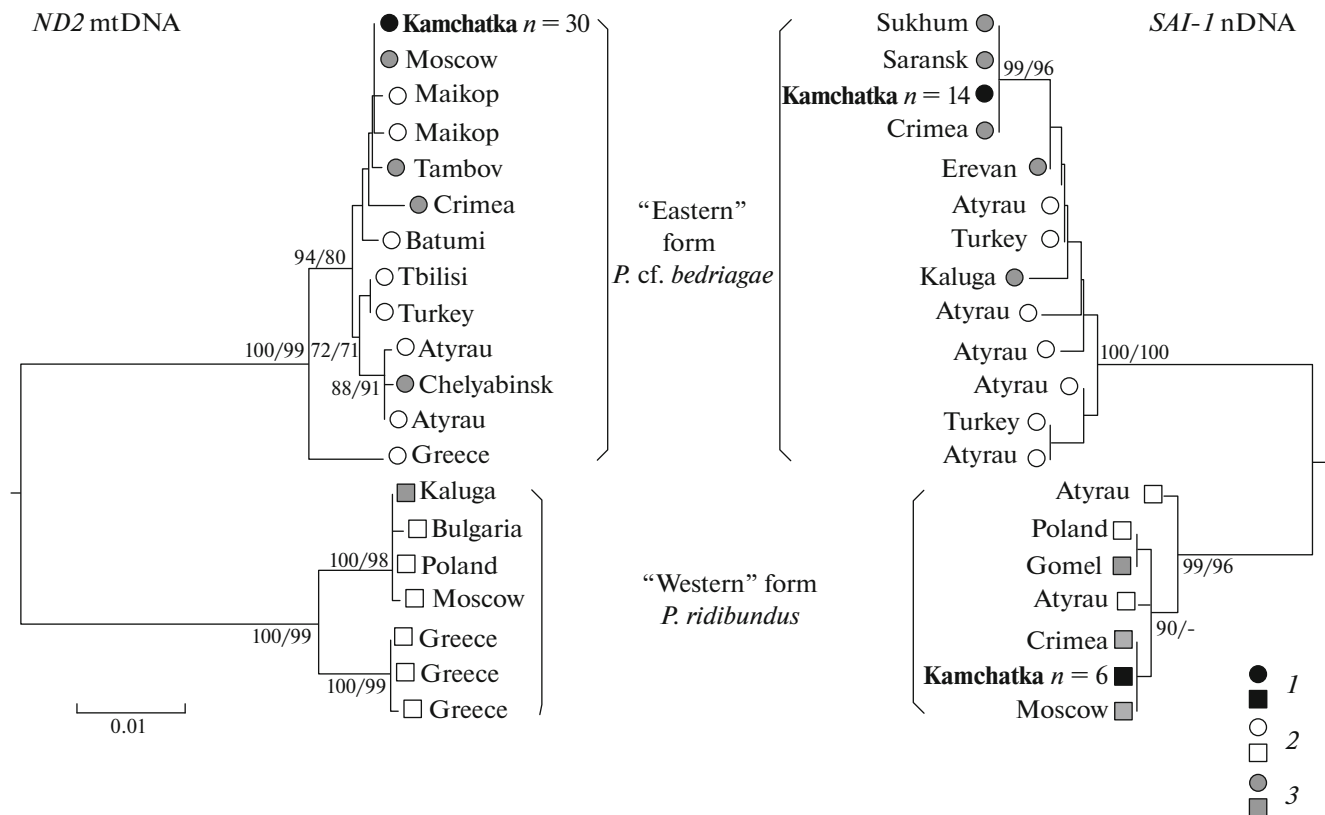 ND2 mtDNA
Kamchatka n = 30
Moscow
Maikop
Maikop
Tambov
Crimea
Batumi
Tbilisi
Turkey
Atyrau
Chelyabinsk
Atyrau
Greece
Kaluga
Bulgaria
Poland
Moscow
Greece
Greece
Greece
94/80
100/99
72/71
88/91
100/98
100/99
100/99
0.01
"Eastern"
form
P. cf. bedriagae
"Western" form
P. ridibundus
SAI-1 nDNA
Sukhum
Saransk
Kamchatka n = 14
Crimea
Erevan
Atyrau
Turkey
Kaluga
Atyrau
Atyrau
Atyrau
Turkey
Atyrau
Atyrau
Poland
Gomel
Atyrau
Crimea
Kamchatka n = 6
Moscow
99/96
100/100
99/96
90/-
1
2
3